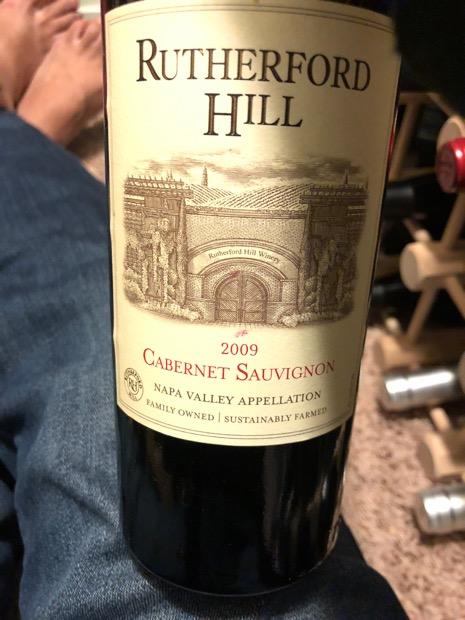 RUTHERFORD
HILL
Rutherford Hill Winery
2009
CABERNET SAUVIGNON
NAPA VALLEY APPELLATION
FAMILY OWNED | SUSTAINABLY FARMED